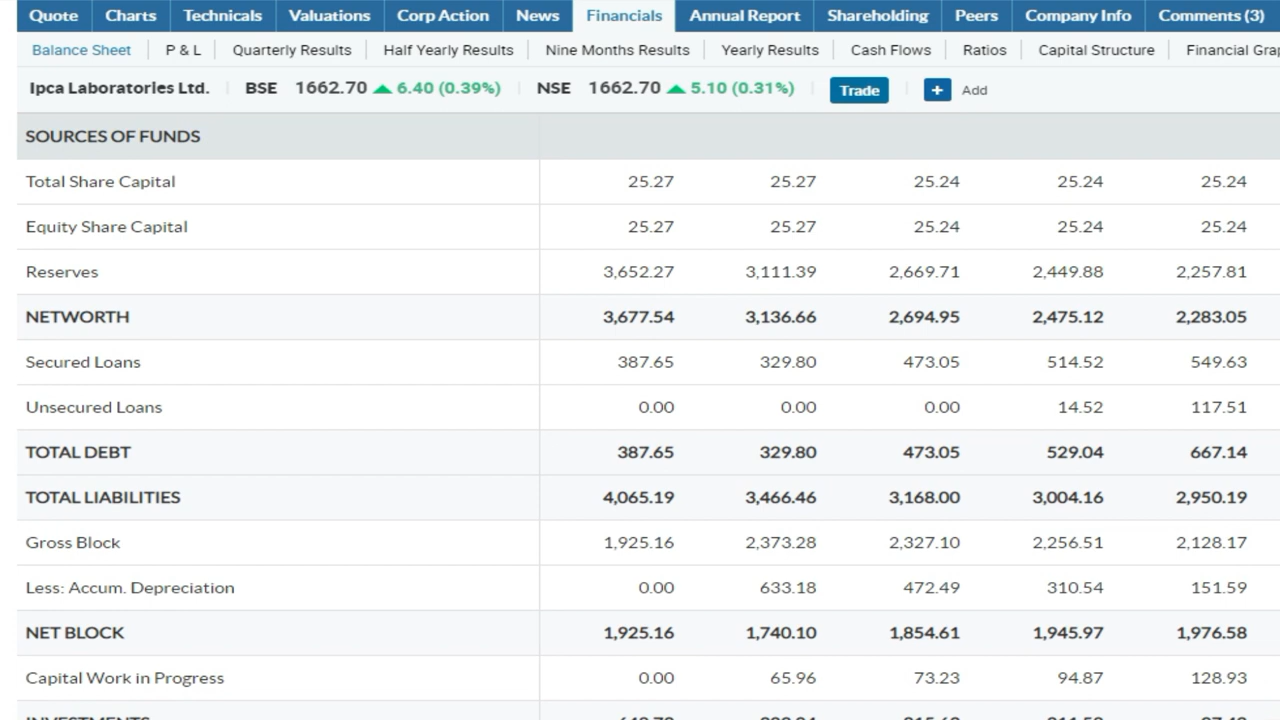 Quote Charts Technicals Valuations Corp Action News Financials Annual Report Shareholding Peers Company Info Comments (3)
Balance Sheet P & L Quarterly Results Half Yearly Results Nine Months Results Yearly Results Cash Flows Ratios Capital Structure Financial
Ipca Laboratories Ltd. BSE 1662.70 6.40 (0.39%) NSE 1662.70 5.10 (0.31%) Trade + Add
SOURCES OF FUNDS
Total Share Capital 25.27 25.27 25.24 25.24 25.24
Equity Share Capital 25.27 25.27 25.24 25.24 25.24
Reserves 3,652.27 3,111.39 2,669.71 2,449.88 2,257.81
NETWORTH 3,677.54 3,136.66 2,694.95 2,475.12 2,283.05
Secured Loans 387.65 329.80 473.05 514.52 549.63
Unsecured Loans 0.00 0.00 0.00 14.52 117.51
TOTAL DEBT 387.65 329.80 473.05 529.04 667.14
TOTAL LIABILITIES 4,065.19 3,466.46 3,168.00 3,004.16 2,950.19
Gross Block 1,925.16 2,373.28 2,327.10 2,256.51 2,128.17
Less: Accum. Depreciation 0.00 633.18 472.49 310.54 151.59
NET BLOCK 1,925.16 1,740.10 1,854.61 1,945.97 1,976.58
Capital Work in Progress 0.00 65.96 73.23 94.87 128.93
INVESTMENTS